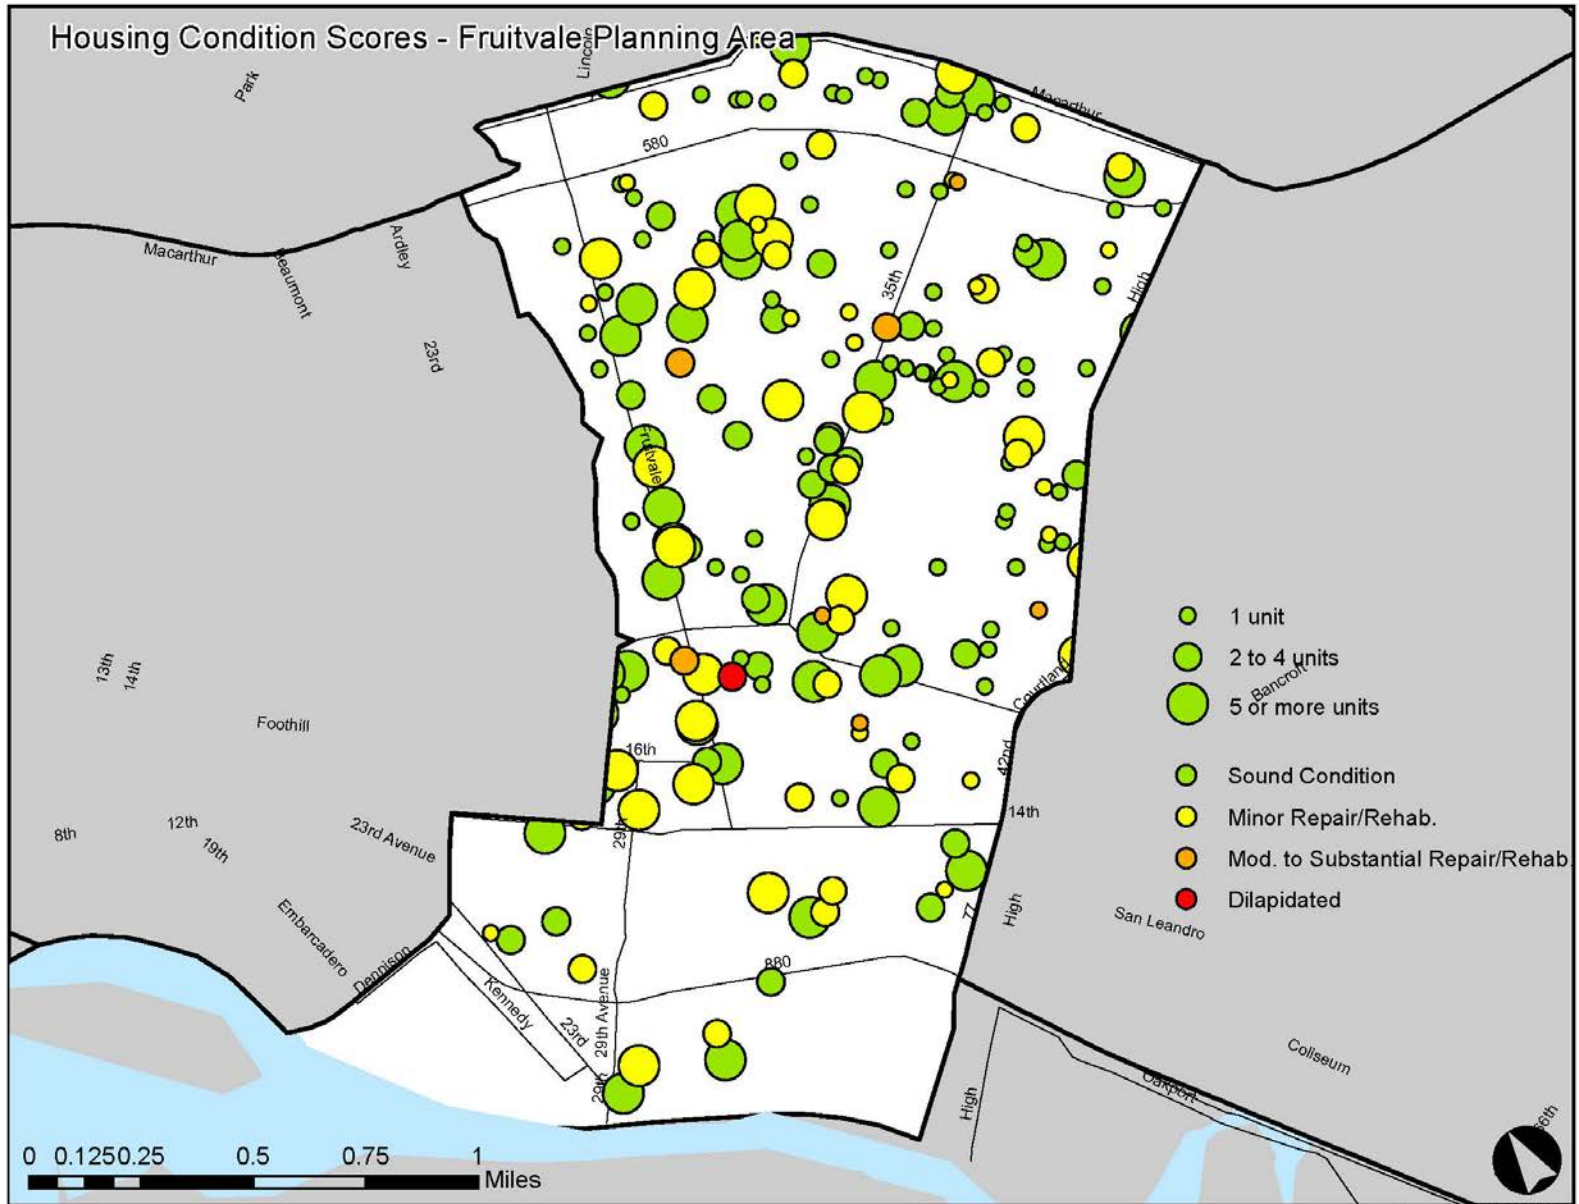 Housing Condition Scores - Fruitvale Planning Area
Park
Lincoln
Macarthur
580
Macarthur
Beaumont
Ardley
35th
High
23rd
Fruitvale
1 unit
2 to 4 units
5 or more units
13th
14th
Courtland
Bancroft
Foothill
16th
42nd
Sound Condition
14th
Minor Repair/Rehab.
8th
12th
19th
23rd Avenue
29th
Mod. to Substantial Repair/Rehab.
Dilapidated
Embarcadero
Dennison
77
High
San Leandro
880
Kennedy
23rd
29th Avenue
29th
High
Oakport
Coliseum
66th
0 0.125 0.25 0.5 0.75 1
Miles